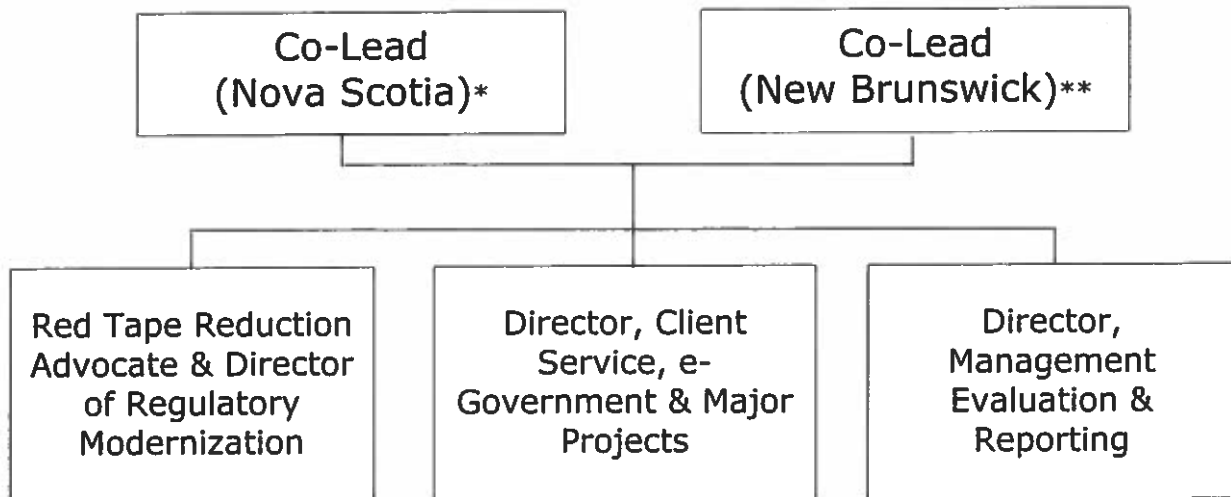 Co-Lead
(Nova Scotia)*
Co-Lead
(New Brunswick)**
Red Tape Reduction
Advocate & Director
of Regulatory
Modernization
Director, Client
Service, e-
Government & Major
Projects
Director,
Management
Evaluation &
Reporting